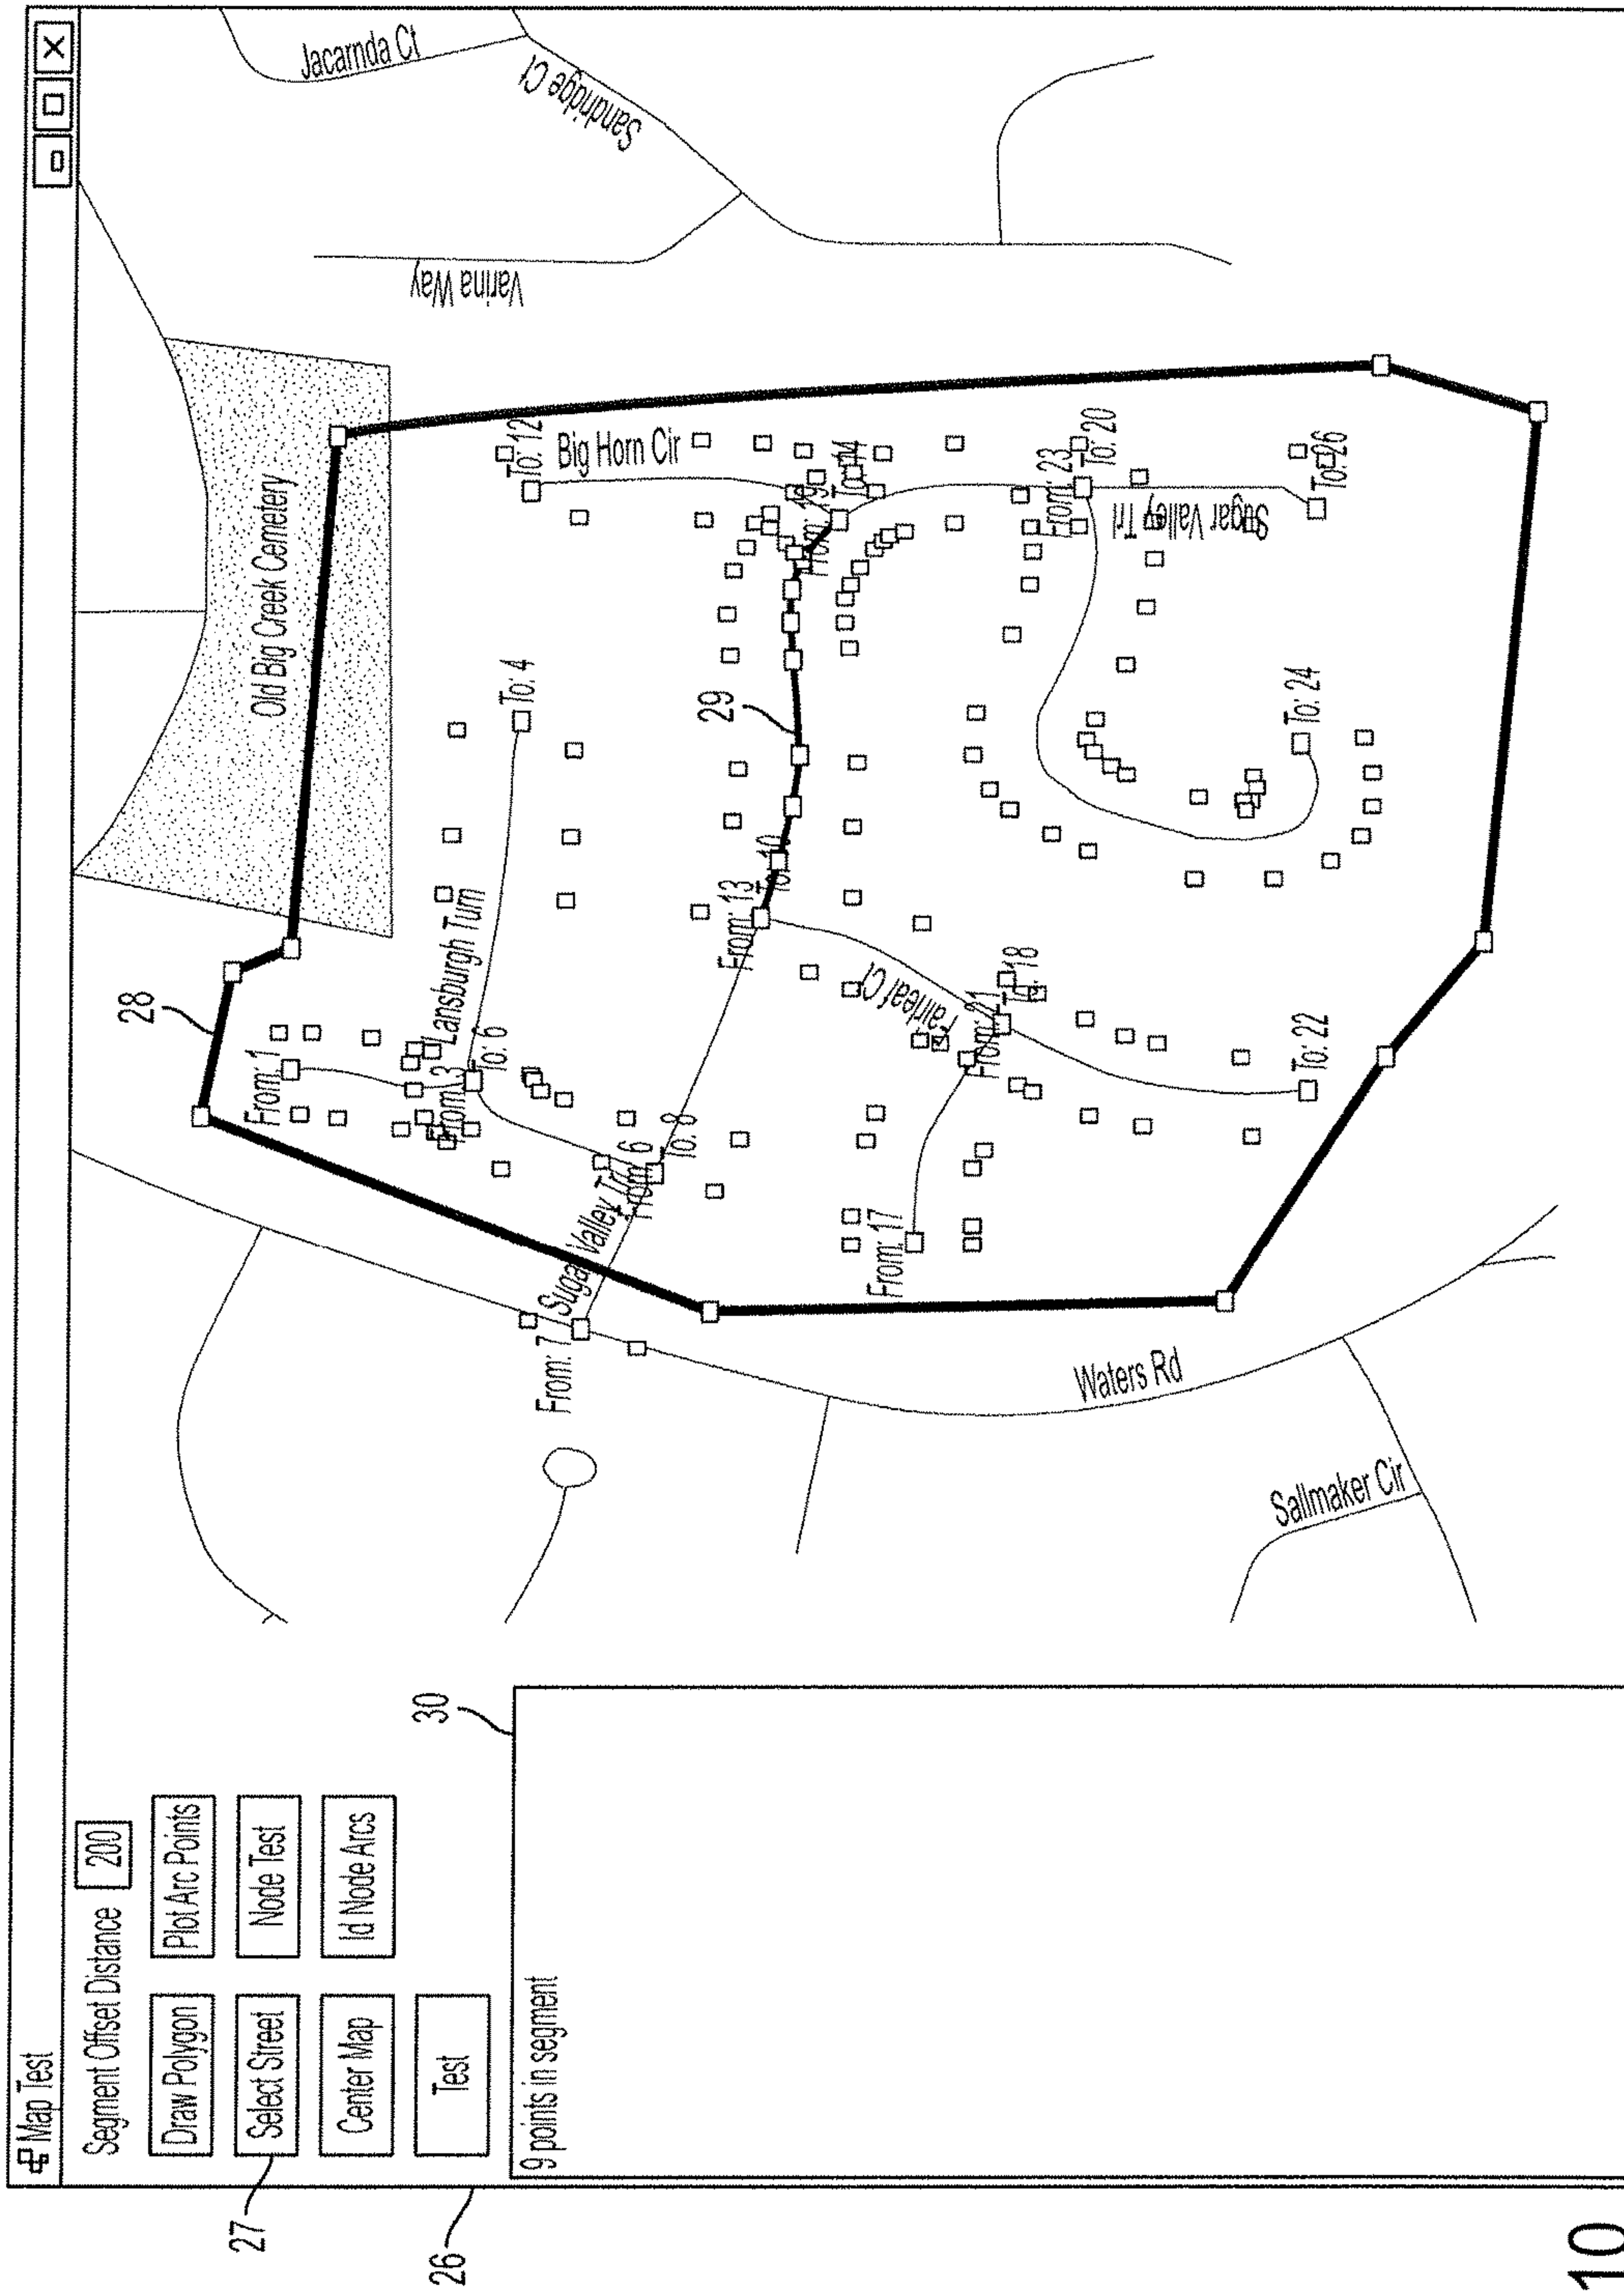 Map Test
Segment Offset Distance 200
Draw Polygon
Plot Arc Points
Select Street
Node Test
Center Map
Id Node Arcs
Test
9 points in segment
27
26
30
28
29
Jacarnda Ct
Sandridge Ct
Varina Way
Old Big Creek Cemetery
From: 1
Lansburgh Turn
To: 4
To: 12
Big Horn Cir
From: 3
To: 6
From: 6
To: 8
From: 7
Sugar Valley Trl
From: 13
To: 10
From: 19
To: 14
From: 23
To: 20
Sugar Valley Trl
To: 26
Fairleaf Ct
From: 17
From: 21
To: 18
To: 22
To: 24
Waters Rd
Sallmaker Cir
10